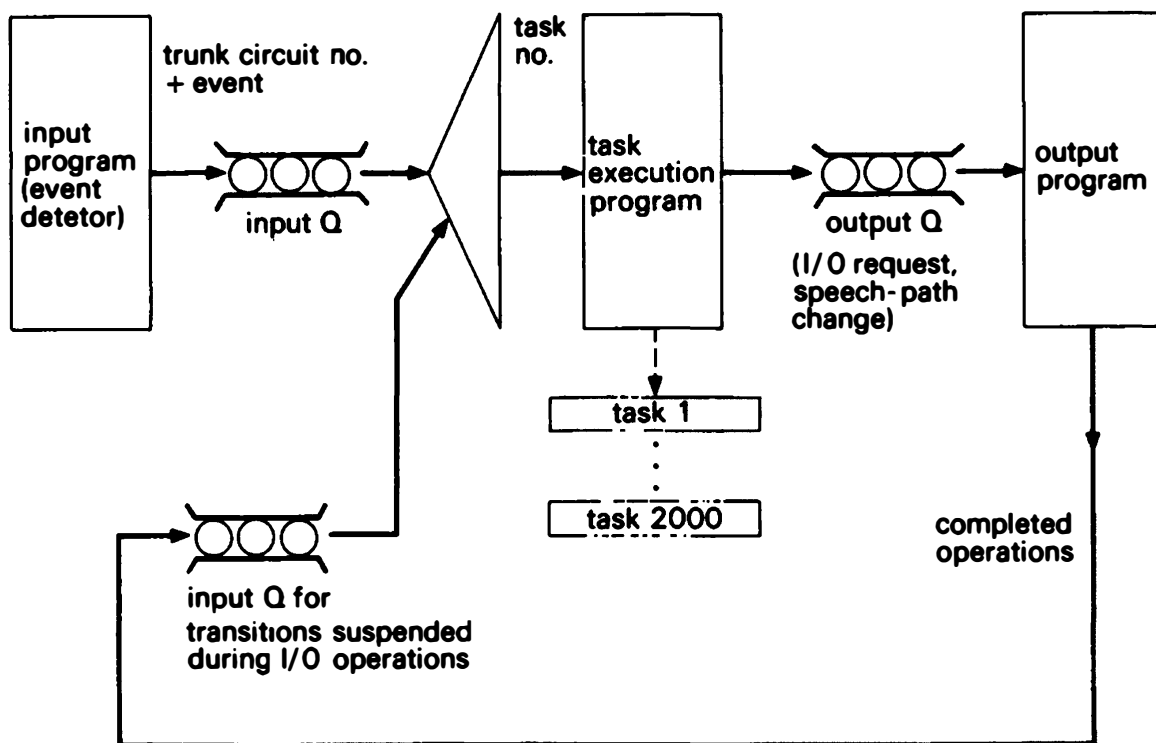 trunk circuit no.
+ event
task
no.
input
program
(event
detetor)
input Q
task
execution
program
output Q
(I/O request,
speech-path
change)
output
program
task 1
task 2000
completed
operations
input Q for
transitions suspended
during I/O operations